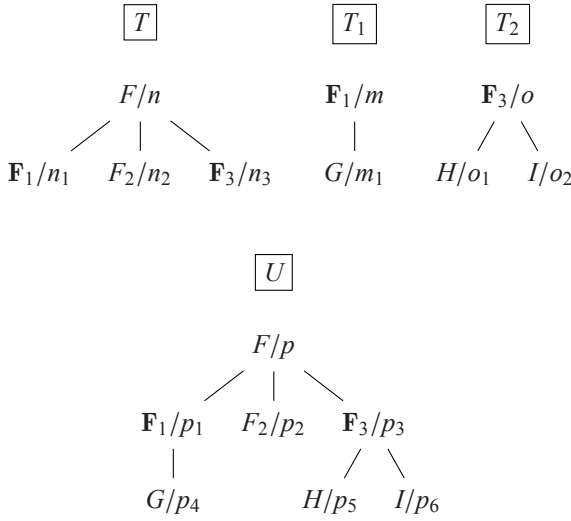 T T₁ T₂
F/n 𝐅₁/m 𝐅₃/o
𝐅₁/n₁ F₂/n₂ 𝐅₃/n₃ G/m₁ H/o₁ I/o₂
U
F/p
𝐅₁/p₁ F₂/p₂ 𝐅₃/p₃
G/p₄ H/p₅ I/p₆